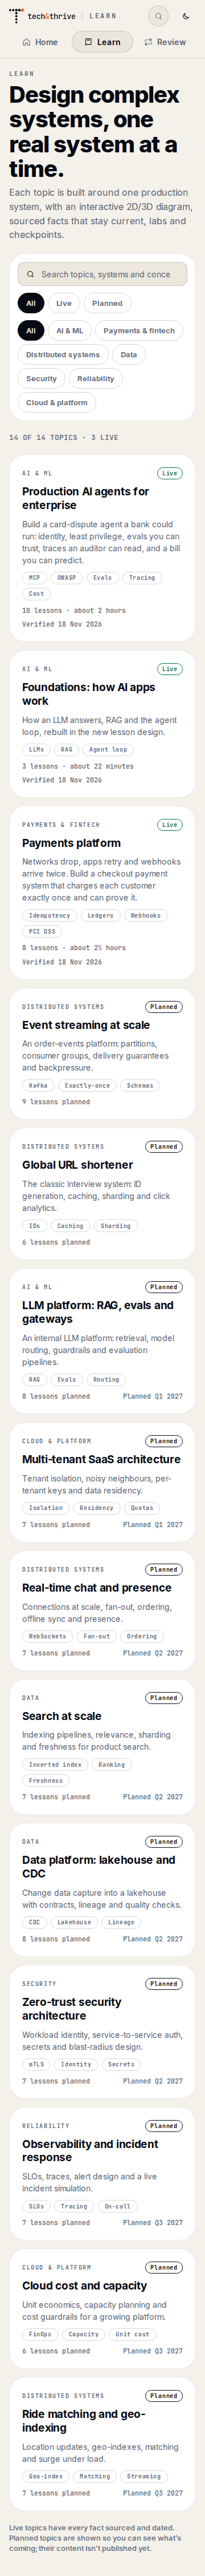 tech&thrive LEARN
Home Learn Review
LEARN
Design complex
systems, one
real system at a
time.
Each topic is built around one production
system, with an interactive 2D/3D diagram,
sourced facts that stay current, labs and
checkpoints.
Search topics, systems and conce
All Live Planned
All AI & ML Payments & fintech
Distributed systems Data
Security Reliability
Cloud & platform
14 OF 14 TOPICS · 3 LIVE
AI & ML Live
Production AI agents for
enterprise
Build a card-dispute agent a bank could
run: identity, least privilege, evals you can
trust, traces an auditor can read, and a bill
you can predict.
MCP OWASP Evals Tracing
Cost
10 lessons · about 2 hours
Verified 18 Nov 2026
AI & ML Live
Foundations: how AI apps
work
How an LLM answers, RAG and the agent
loop, rebuilt in the new lesson design.
LLMs RAG Agent loop
3 lessons · about 22 minutes
Verified 18 Nov 2026
PAYMENTS & FINTECH Live
Payments platform
Networks drop, apps retry and webhooks
arrive twice. Build a checkout payment
system that charges each customer
exactly once and can prove it.
Idempotency Ledgers Webhooks
PCI DSS
8 lessons · about 2½ hours
Verified 18 Nov 2026
DISTRIBUTED SYSTEMS Planned
Event streaming at scale
An order-events platform: partitions,
consumer groups, delivery guarantees
and backpressure.
Kafka Exactly-once Schemas
9 lessons planned
DISTRIBUTED SYSTEMS Planned
Global URL shortener
The classic interview system: ID
generation, caching, sharding and click
analytics.
IDs Caching Sharding
6 lessons planned
AI & ML Planned
LLM platform: RAG, evals and
gateways
An internal LLM platform: retrieval, model
routing, guardrails and evaluation
pipelines.
RAG Evals Routing
8 lessons planned Planned Q1 2027
CLOUD & PLATFORM Planned
Multi-tenant SaaS architecture
Tenant isolation, noisy neighbours, per-
tenant keys and data residency.
Isolation Residency Quotas
7 lessons planned Planned Q1 2027
DISTRIBUTED SYSTEMS Planned
Real-time chat and presence
Connections at scale, fan-out, ordering,
offline sync and presence.
WebSockets Fan-out Ordering
7 lessons planned Planned Q2 2027
DATA Planned
Search at scale
Indexing pipelines, relevance, sharding
and freshness for product search.
Inverted index Ranking
Freshness
7 lessons planned Planned Q2 2027
DATA Planned
Data platform: lakehouse and
CDC
Change data capture into a lakehouse
with contracts, lineage and quality checks.
CDC Lakehouse Lineage
8 lessons planned Planned Q2 2027
SECURITY Planned
Zero-trust security
architecture
Workload identity, service-to-service auth,
secrets and blast-radius design.
mTLS Identity Secrets
7 lessons planned Planned Q2 2027
RELIABILITY Planned
Observability and incident
response
SLOs, traces, alert design and a live
incident simulation.
SLOs Tracing On-call
7 lessons planned Planned Q3 2027
CLOUD & PLATFORM Planned
Cloud cost and capacity
Unit economics, capacity planning and
cost guardrails for a growing platform.
FinOps Capacity Unit cost
6 lessons planned Planned Q3 2027
DISTRIBUTED SYSTEMS Planned
Ride matching and geo-
indexing
Location updates, geo-indexes, matching
and surge under load.
Geo-index Matching Streaming
7 lessons planned Planned Q3 2027
Live topics have every fact sourced and dated.
Planned topics are shown so you can see what's
coming; their content isn't published yet.